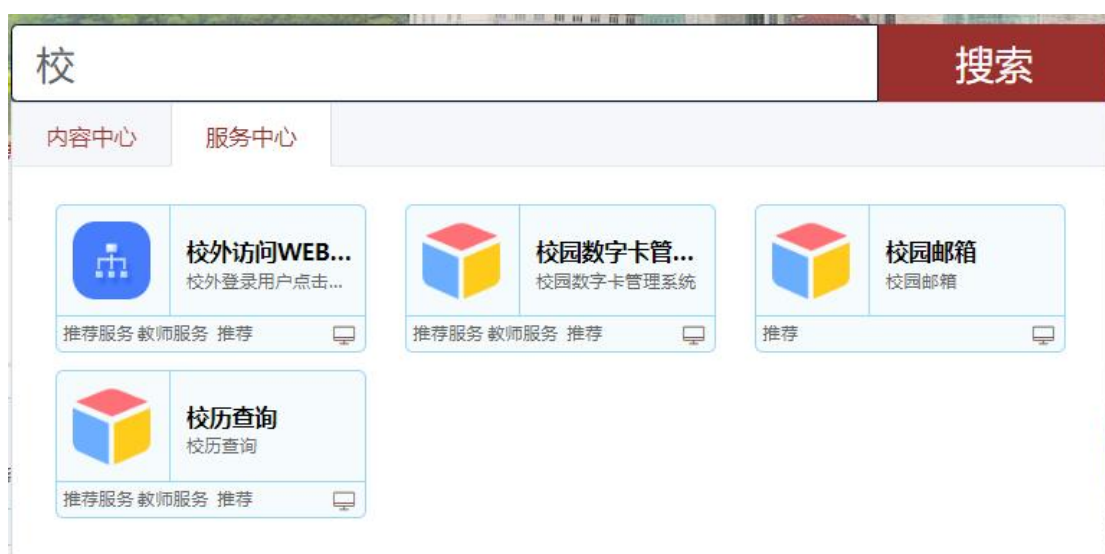 校
搜索
内容中心 服务中心
校外访问WEB...
校外登录用户点击...
推荐服务 教师服务 推荐
校园数字卡管...
校园数字卡管理系统
推荐服务 教师服务 推荐
校园邮箱
校园邮箱
推荐
校历查询
校历查询
推荐服务 教师服务 推荐